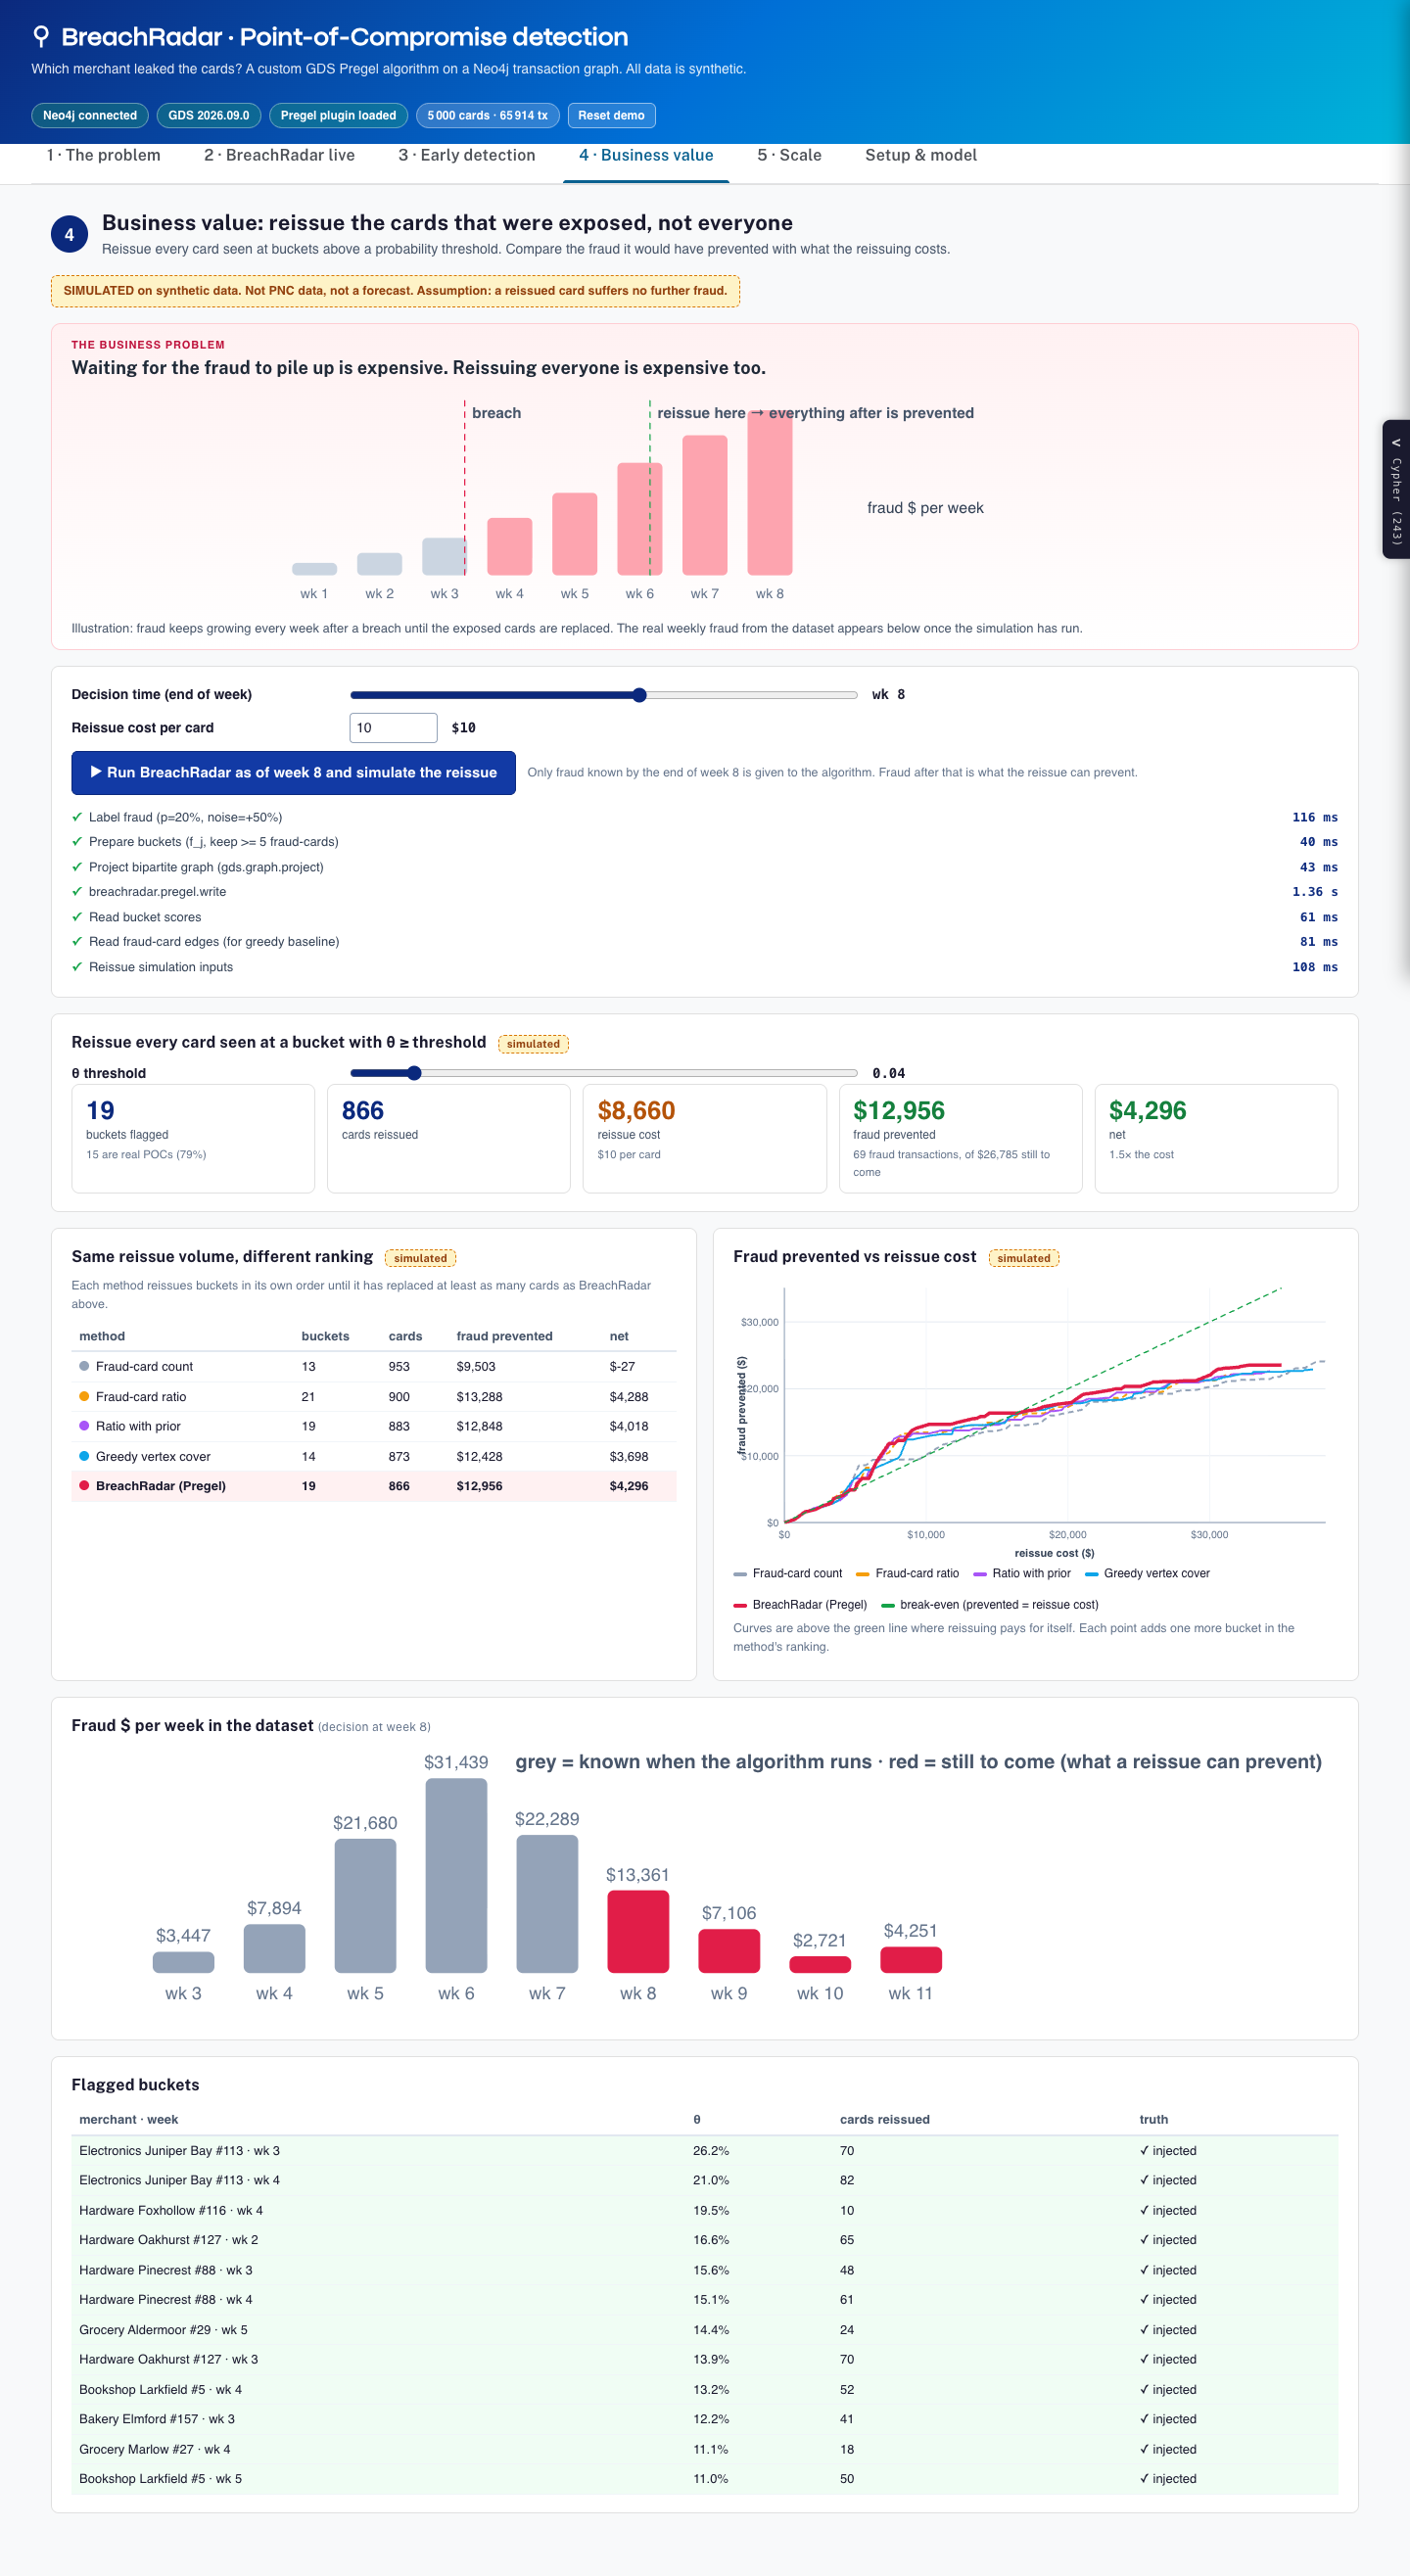 BreachRadar · Point-of-Compromise detection
Which merchant leaked the cards? A custom GDS Pregel algorithm on a Neo4j transaction graph. All data is synthetic.
Neo4j connected
GDS 2026.09.0
Pregel plugin loaded
5 000 cards · 65 914 tx
Reset demo
1 · The problem
2 · BreachRadar live
3 · Early detection
4 · Business value
5 · Scale
Setup & model
4
Business value: reissue the cards that were exposed, not everyone
Reissue every card seen at buckets above a probability threshold. Compare the fraud it would have prevented with what the reissuing costs.
SIMULATED on synthetic data. Not PNC data, not a forecast. Assumption: a reissued card suffers no further fraud.
THE BUSINESS PROBLEM
Waiting for the fraud to pile up is expensive. Reissuing everyone is expensive too.
breach
reissue here → everything after is prevented
fraud $ per week
wk 1 wk 2 wk 3 wk 4 wk 5 wk 6 wk 7 wk 8
Illustration: fraud keeps growing every week after a breach until the exposed cards are replaced. The real weekly fraud from the dataset appears below once the simulation has run.
Cypher (243)
Decision time (end of week) wk 8
Reissue cost per card 10 $10
▶ Run BreachRadar as of week 8 and simulate the reissue
Only fraud known by the end of week 8 is given to the algorithm. Fraud after that is what the reissue can prevent.
✓ Label fraud (p=20%, noise=+50%) 116 ms
✓ Prepare buckets (f_j, keep >= 5 fraud-cards) 40 ms
✓ Project bipartite graph (gds.graph.project) 43 ms
✓ breachradar.pregel.write 1.36 s
✓ Read bucket scores 61 ms
✓ Read fraud-card edges (for greedy baseline) 81 ms
✓ Reissue simulation inputs 108 ms
Reissue every card seen at a bucket with θ ≥ threshold simulated
θ threshold 0.04
19
buckets flagged
15 are real POCs (79%)
866
cards reissued
$8,660
reissue cost
$10 per card
$12,956
fraud prevented
69 fraud transactions, of $26,785 still to
come
$4,296
net
1.5× the cost
Same reissue volume, different ranking simulated
Each method reissues buckets in its own order until it has replaced at least as many cards as BreachRadar
above.
method buckets cards fraud prevented net
Fraud-card count 13 953 $9,503 $-27
Fraud-card ratio 21 900 $13,288 $4,288
Ratio with prior 19 883 $12,848 $4,018
Greedy vertex cover 14 873 $12,428 $3,698
BreachRadar (Pregel) 19 866 $12,956 $4,296
Fraud prevented vs reissue cost simulated
fraud prevented ($)
$30,000
$20,000
$10,000
$0
$0 $10,000 $20,000 $30,000
reissue cost ($)
Fraud-card count Fraud-card ratio Ratio with prior Greedy vertex cover
BreachRadar (Pregel) break-even (prevented = reissue cost)
Curves are above the green line where reissuing pays for itself. Each point adds one more bucket in the
method's ranking.
Fraud $ per week in the dataset (decision at week 8)
grey = known when the algorithm runs · red = still to come (what a reissue can prevent)
$3,447 $7,894 $21,680 $31,439 $22,289 $13,361 $7,106 $2,721 $4,251
wk 3 wk 4 wk 5 wk 6 wk 7 wk 8 wk 9 wk 10 wk 11
Flagged buckets
merchant · week θ cards reissued truth
Electronics Juniper Bay #113 · wk 3 26.2% 70 ✓ injected
Electronics Juniper Bay #113 · wk 4 21.0% 82 ✓ injected
Hardware Foxhollow #116 · wk 4 19.5% 10 ✓ injected
Hardware Oakhurst #127 · wk 2 16.6% 65 ✓ injected
Hardware Pinecrest #88 · wk 3 15.6% 48 ✓ injected
Hardware Pinecrest #88 · wk 4 15.1% 61 ✓ injected
Grocery Aldermoor #29 · wk 5 14.4% 24 ✓ injected
Hardware Oakhurst #127 · wk 3 13.9% 70 ✓ injected
Bookshop Larkfield #5 · wk 4 13.2% 52 ✓ injected
Bakery Elmford #157 · wk 3 12.2% 41 ✓ injected
Grocery Marlow #27 · wk 4 11.1% 18 ✓ injected
Bookshop Larkfield #5 · wk 5 11.0% 50 ✓ injected